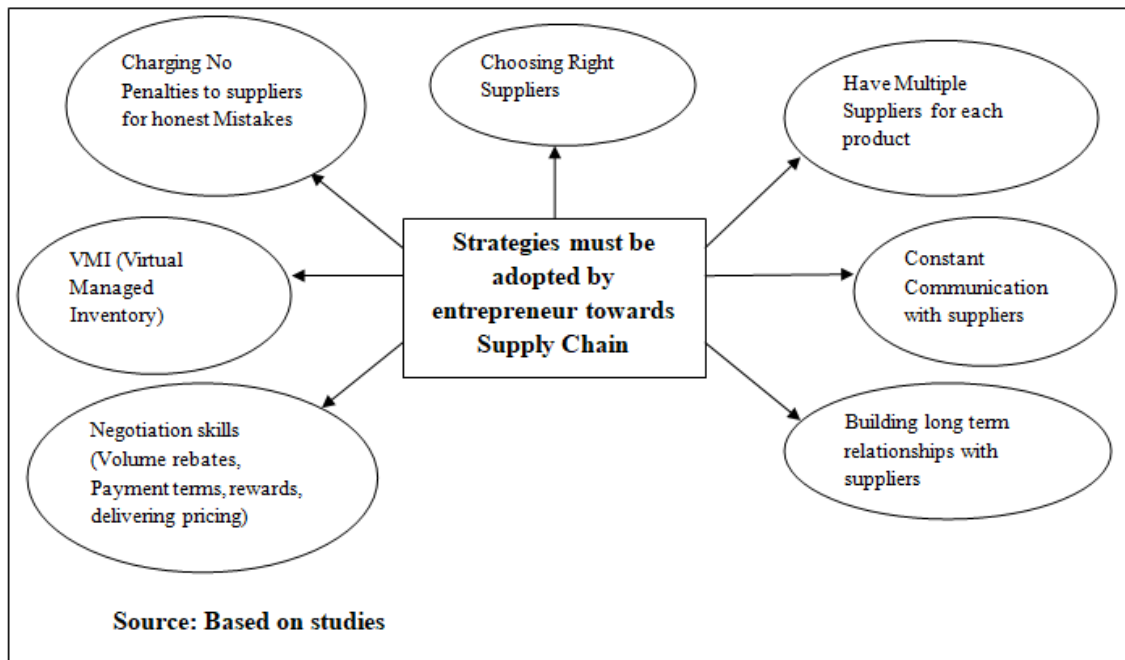 Charging No
Penalties to suppliers
for honest Mistakes
Choosing Right
Suppliers
Have Multiple
Suppliers for each
product
Strategies must be
adopted by
entrepreneur towards
Supply Chain
VMI (Virtual
Managed
Inventory)
Constant
Communication
with suppliers
Negotiation skills
(Volume rebates,
Payment terms, rewards,
delivering pricing)
Building long term
relationships with
suppliers
Source: Based on studies